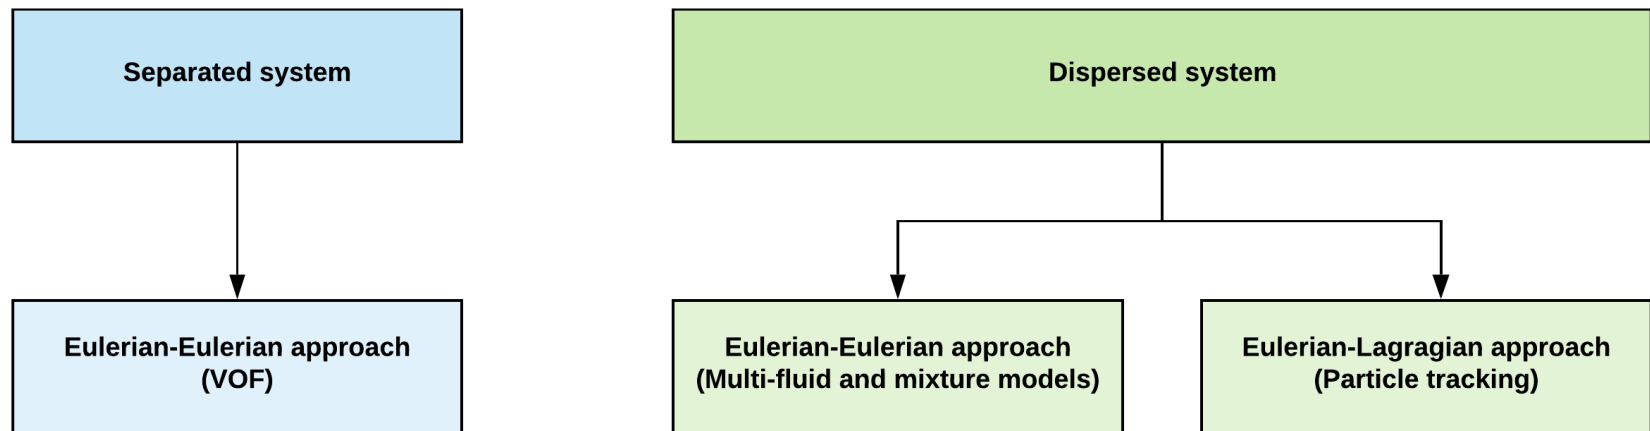 Separated system
Dispersed system
Eulerian-Eulerian approach
(VOF)
Eulerian-Eulerian approach
(Multi-fluid and mixture models)
Eulerian-Lagragian approach
(Particle tracking)